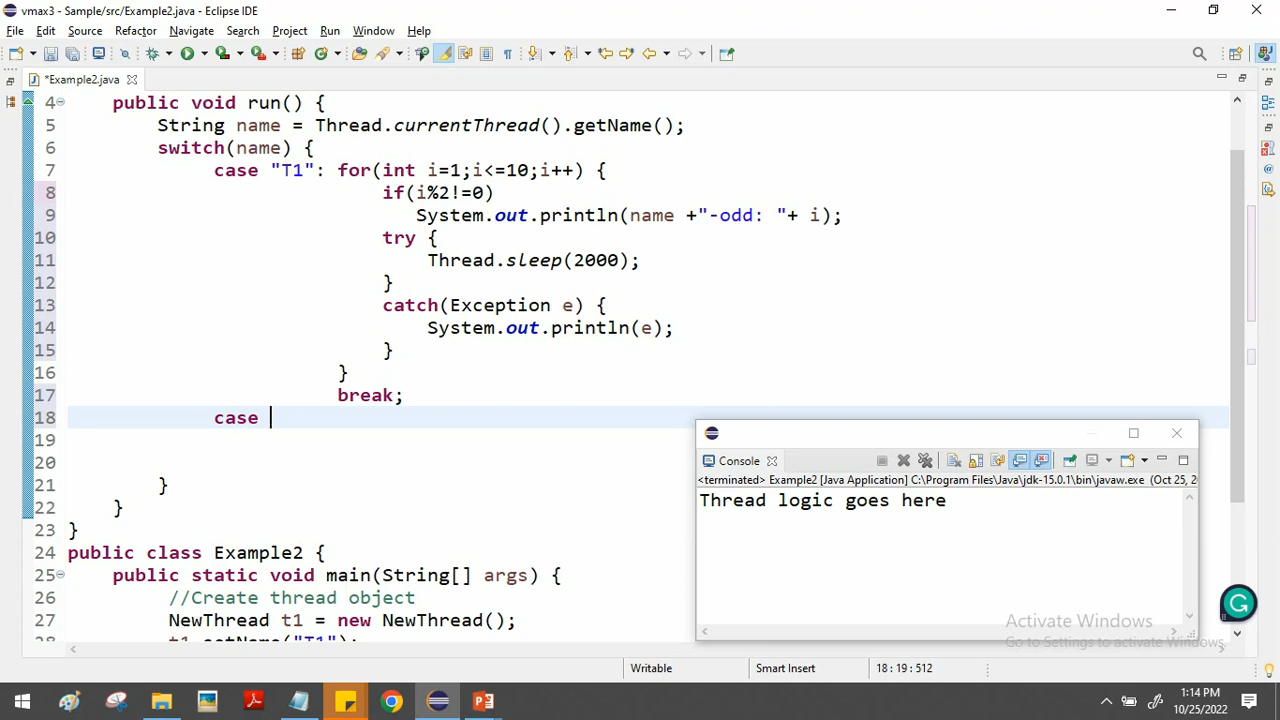 vmax3 - Sample/src/Example2.java - Eclipse IDE
File Edit Source Refactor Navigate Search Project Run Window Help
*Example2.java
4 public void run() {
5 String name = Thread.currentThread().getName();
6 switch(name) {
7 case "T1": for(int i=1;i<=10;i++) {
8 if(i%2!=0)
9 System.out.println(name +"-odd: "+ i);
10 try {
11 Thread.sleep(2000);
12 }
13 catch(Exception e) {
14 System.out.println(e);
15 }
16 }
17 break;
18 case
19
20
21 }
22 }
23 }
24 public class Example2 {
25 public static void main(String[] args) {
26 //Create thread object
27 NewThread t1 = new NewThread();
28 t1.setName("T1");
Console
<terminated> Example2 [Java Application] C:\Program Files\Java\jdk-15.0.1\bin\javaw.exe (Oct 25,
Thread logic goes here
Activate Windows
Go to Settings to activate Windows.
Writable Smart Insert 18 : 19 : 512
1:14 PM
10/25/2022